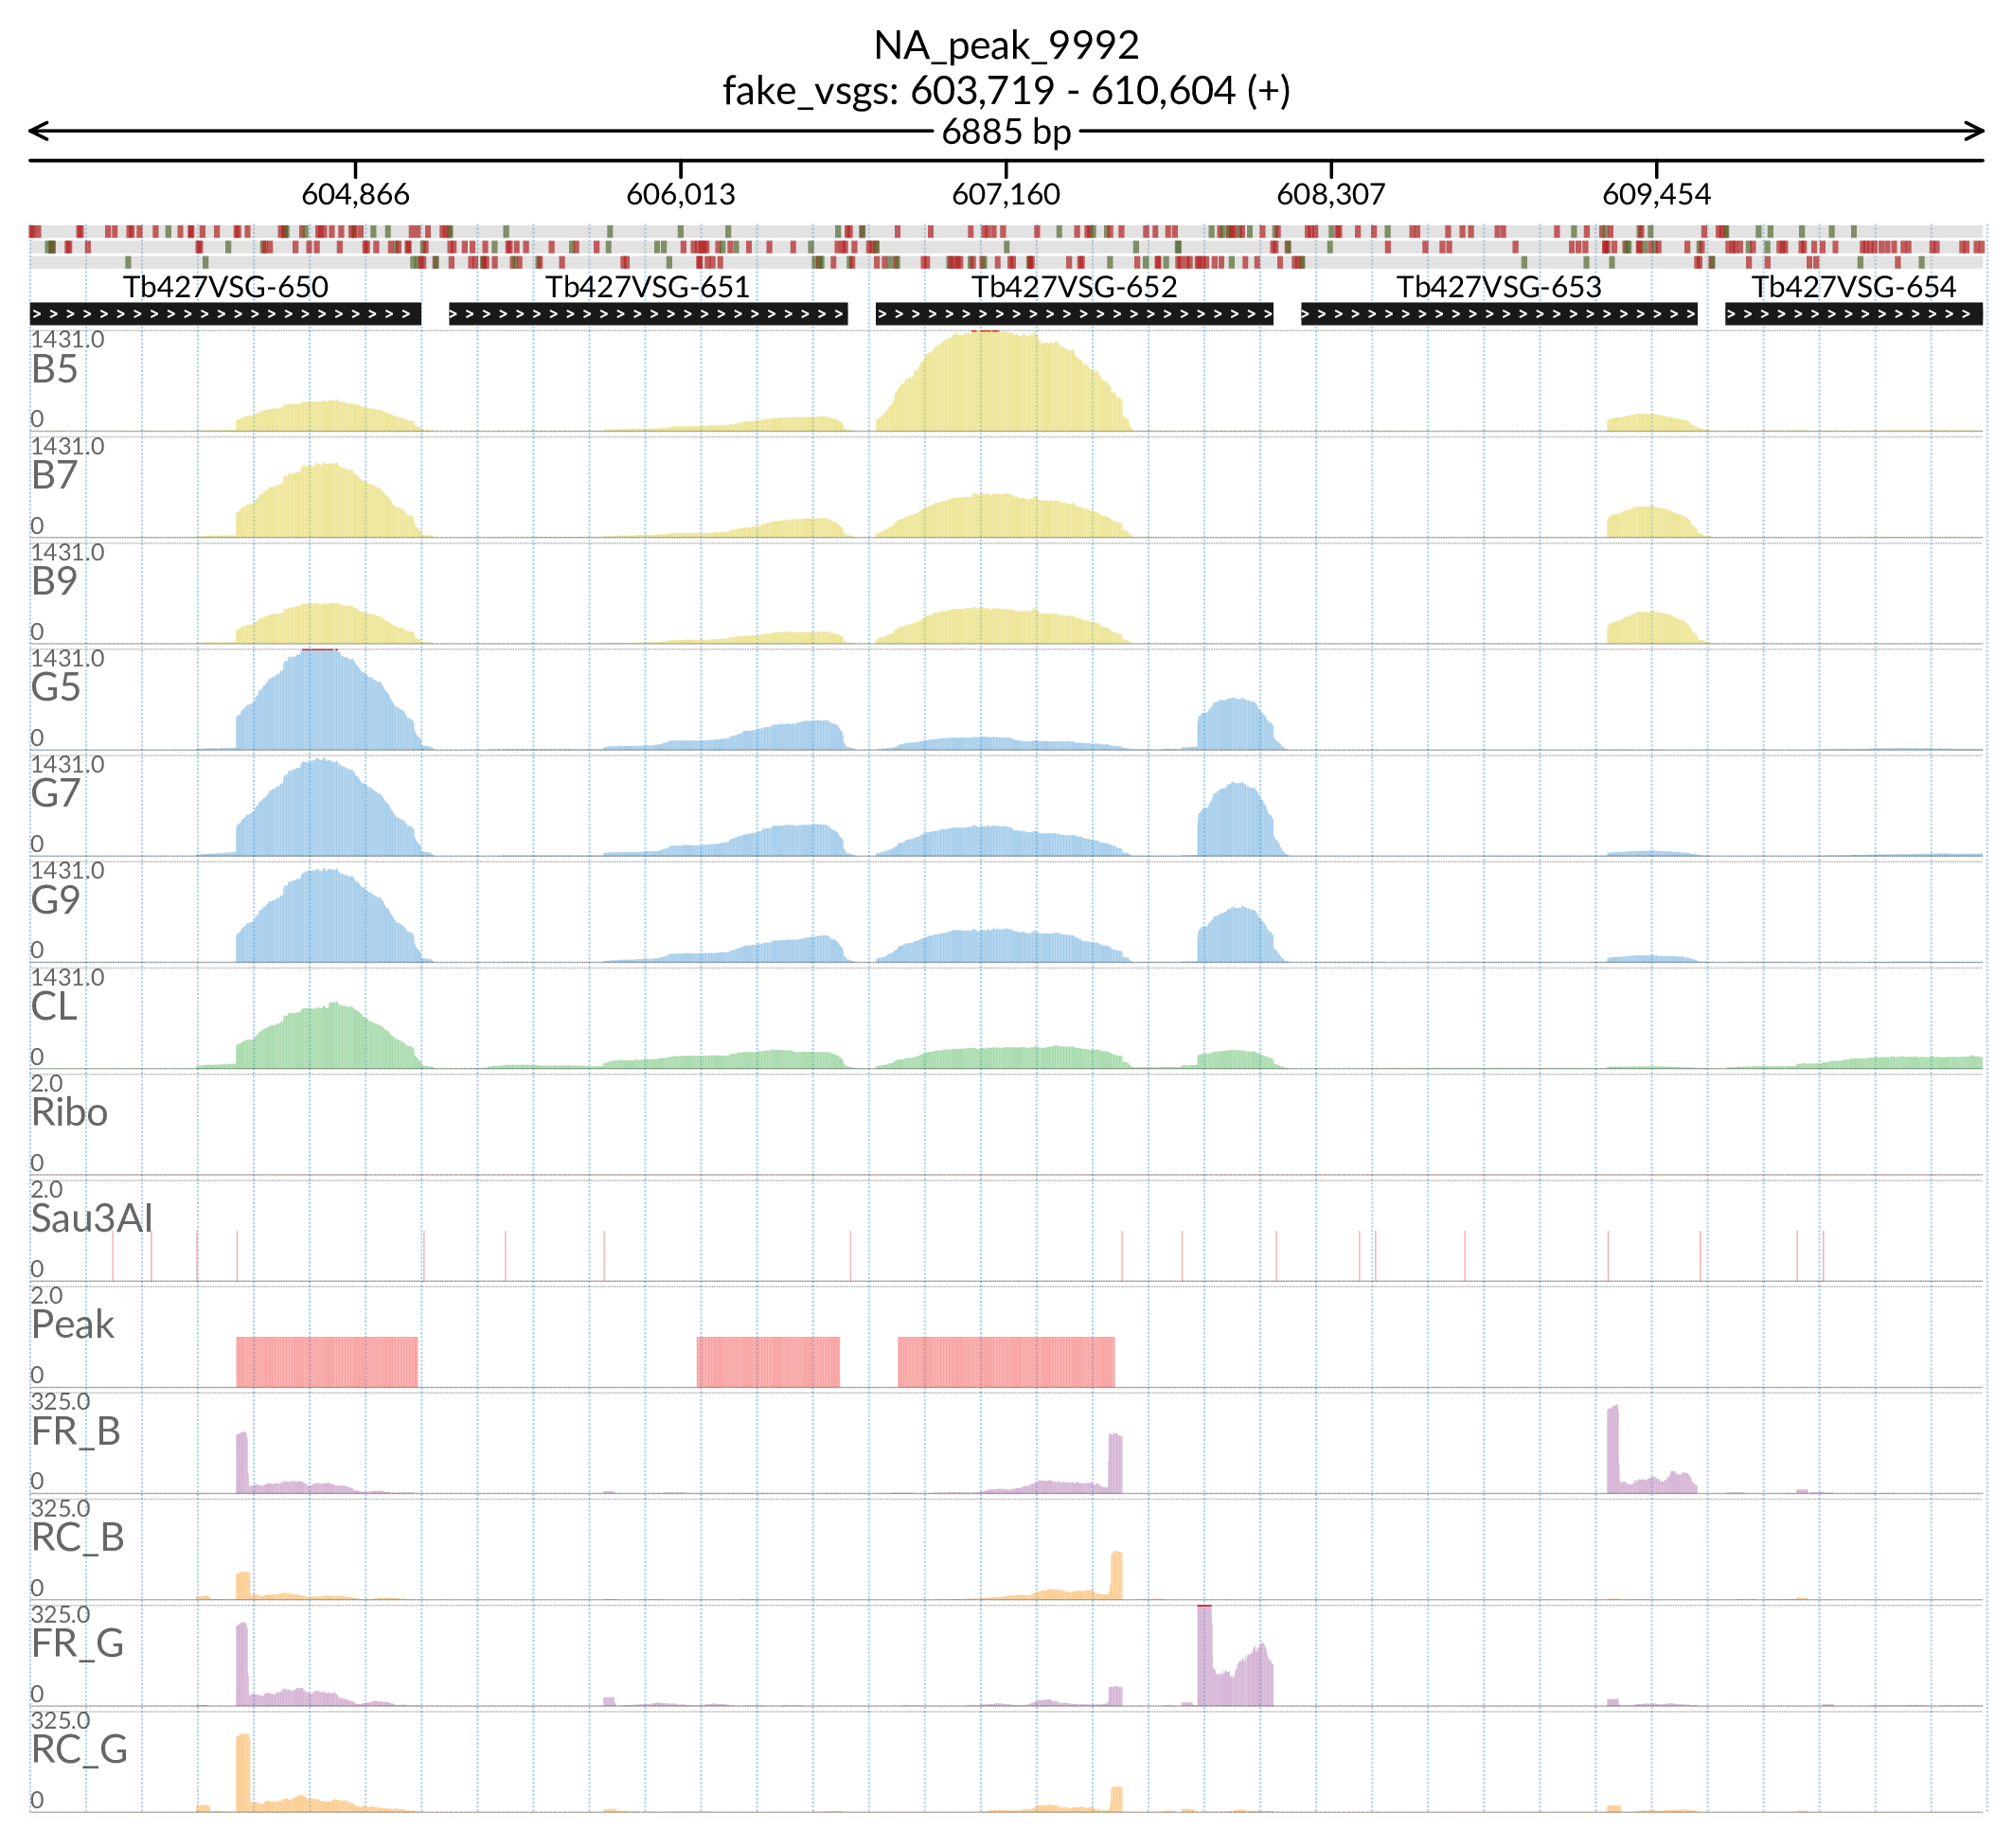 NA_peak_9992
fake_vsgs: 603,719 - 610,604 (+)
6885 bp
604,866 606,013 607,160 608,307 609,454
Tb427VSG-650 Tb427VSG-651 Tb427VSG-652 Tb427VSG-653 Tb427VSG-654
1431.0
B5
0
1431.0
B7
0
1431.0
B9
0
1431.0
G5
0
1431.0
G7
0
1431.0
G9
0
1431.0
CL
0
2.0
Ribo
0
2.0
Sau3AI
0
2.0
Peak
0
325.0
FR_B
0
325.0
RC_B
0
325.0
FR_G
0
325.0
RC_G
0